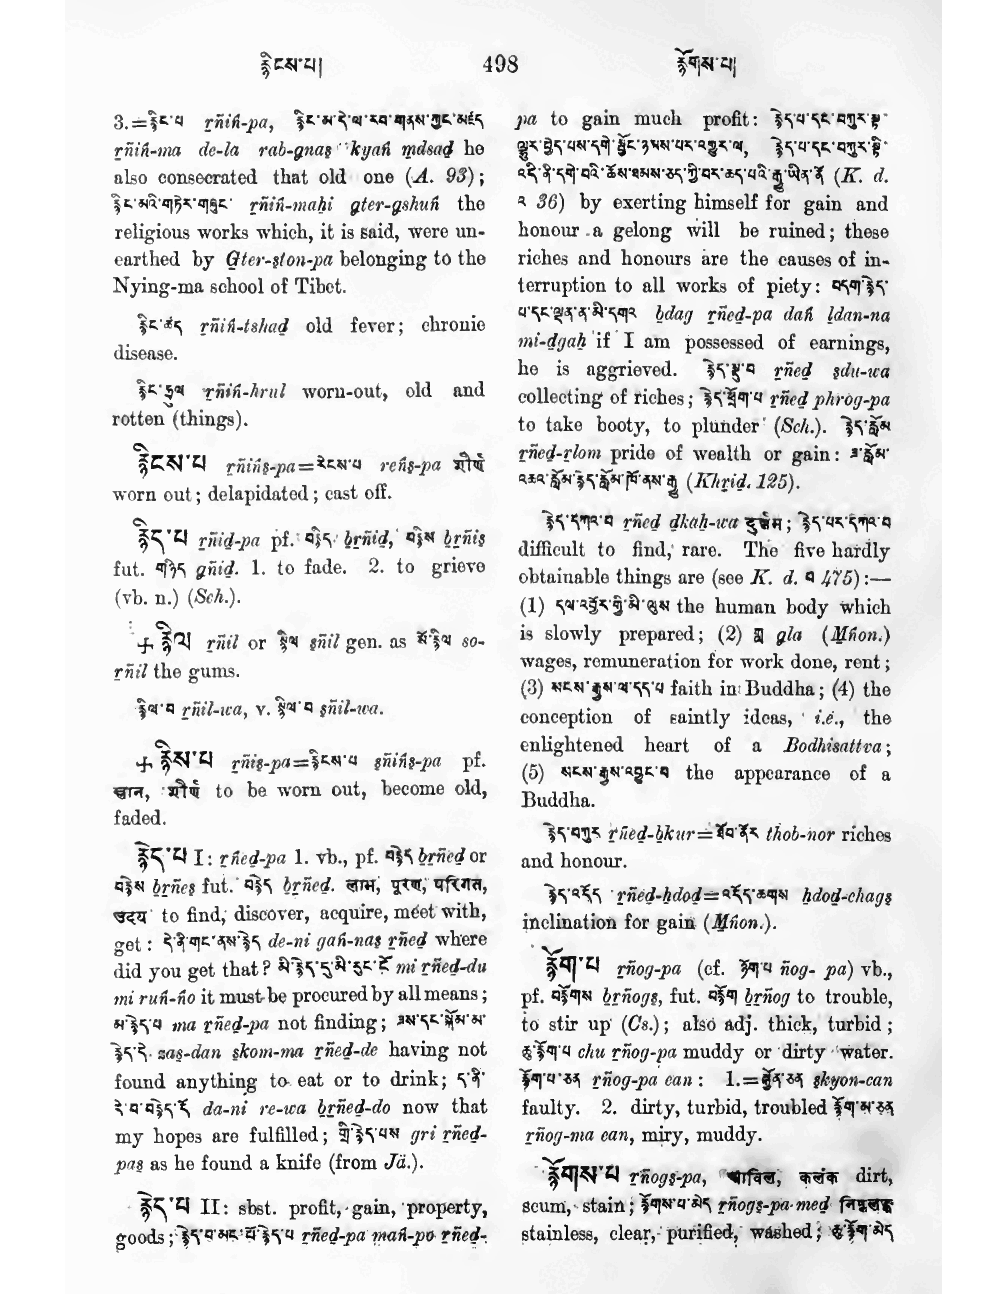 རྙིངས་པ།
498
རྙོགས་པ།
3.=རྙིང་པ rñiṅ-pa, རྙིང་མ་དེ་ལ་རབ་གནས་ཀྱང་མཛད
rñiṅ-ma de-la rab-gnas kyaṅ mdsad he
also consecrated that old one (A. 93);
རྙིང་མའི་གཏེར་གཞུང་ rñiṅ-maḥi gter-gshuṅ the
religious works which, it is said, were un-
earthed by Gter-ston-pa belonging to the
Nying-ma school of Tibet.
རྙིང་ཚད rñiṅ-tshad old fever; chronic
disease.
རྙིང་ཧྲུལ rñiṅ-hrul worn-out, old and
rotten (things).
རྙིངས་པ rñiṅs-pa=རེངས་པ reṅs-pa शीर्ण
worn out; delapidated; cast off.
རྙིད་པ rñid-pa pf. བརྙིད brñid, བརྙིས brñis
fut. གཉིད gñid. 1. to fade. 2. to grieve
(vb. n.) (Sch.).
+ རྙིལ rñil or སྙིལ sñil gen. as སོ་རྙིལ so-
rñil the gums.
རྙིལ་བ rñil-wa, v. སྙིལ་བ sñil-wa.
+ རྙིས་པ rñis-pa=རྙིངས་པ sñiṅs-pa pf.
म्लान, शीर्ण to be worn out, become old,
faded.
རྙེད་པ I: rñed-pa 1. vb., pf. བརྙེད brñed or
བརྙེས brñes fut. བརྙེད brñed. लाभ, पूरण, परिगत,
उदय to find, discover, acquire, meet with,
get: དེ་ནི་གང་ནས་རྙེད de-ni gaṅ-nas rñed where
did you get that? མི་རྙེད་དུ་མི་རུང་ངོ mi rñed-du
mi ruṅ-ṅo it must be procured by all means;
མ་རྙེད་པ ma rñed-pa not finding; ཟས་དང་སྐོམ་མ་
རྙེད་དེ zas-dan skom-ma rñed-de having not
found anything to eat or to drink; ད་ནི་
རེ་བ་བརྙེད་དོ da-ni re-wa brñed-do now that
my hopes are fulfilled; གྲི་རྙེད་པས gri rñed-
pas as he found a knife (from Jä.).
རྙེད་པ II: sbst. profit, gain, property,
goods; རྙེད་པ་མང་པོ་རྙེད་པ rñed-pa maṅ-po rñed-
pa to gain much profit: རྙེད་པ་དང་བཀུར་སྟི་
ལྷུར་བྱེད་པས་དགེ་སློང་ཉམས་པར་འགྱུར་ལ, རྙེད་པ་དང་བཀུར་སྟི་
འདི་ནི་དགེ་བའི་ཆོས་ཐམས་ཅད་ཀྱི་བར་ཆད་པའི་རྒྱུ་ཡིན་ནོ (K. d.
འ 36) by exerting himself for gain and
honour a gelong will be ruined; these
riches and honours are the causes of in-
terruption to all works of piety: བདག་རྙེད་
པ་དང་ལྡན་ན་མི་དགའ bdag rñed-pa daṅ ldan-na
mi-dgaḥ if I am possessed of earnings,
he is aggrieved. རྙེད་སྡུ་བ rñed sdu-wa
collecting of riches; རྙེད་ཕྲོག་པ rñed phrog-pa
to take booty, to plunder (Sch.). རྙེད་རློམ
rñed-rlom pride of wealth or gain: ཟ་རློམ་
འཆའ་རློམ་རྙེད་རློམ་ཁོ་ནས་རྒྱུ (Khrid. 125).
རྙེད་དཀའ་བ rñed dkaḥ-wa दुर्लभ; རྙེད་པར་དཀའ་བ
difficult to find, rare. The five hardly
obtainable things are (see K. d. བ 475):—
(1) དལ་འབྱོར་གྱི་མི་ལུས the human body which
is slowly prepared; (2) གླ gla (Mṅon.)
wages, remuneration for work done, rent;
(3) སངས་རྒྱས་ལ་དད་པ faith in Buddha; (4) the
conception of saintly ideas, i.e., the
enlightened heart of a Bodhisattva;
(5) སངས་རྒྱས་འབྱུང་བ the appearance of a
Buddha.
རྙེད་བཀུར rñed-bkur=ཐོབ་ནོར thob-nor riches
and honour.
རྙེད་འདོད rñed-hdod=འདོད་ཆགས hdod-chags
inclination for gain (Mṅon.).
རྙོག་པ rñog-pa (cf. ཉོག་པ ñog- pa) vb.,
pf. བརྙོགས brñogs, fut. བརྙོག brñog to trouble,
to stir up (Cs.); also adj. thick, turbid;
ཆུ་རྙོག་པ chu rñog-pa muddy or dirty water.
རྙོག་པ་ཅན rñog-pa can: 1.=སྐྱོན་ཅན skyon-can
faulty. 2. dirty, turbid, troubled རྙོག་མ་ཅན
rñog-ma can, miry, muddy.
རྙོགས་པ rñogs-pa, आविल, कलंक dirt,
scum, stain; རྙོགས་པ་མེད rñogs-pa-med निष्कलङ्क
stainless, clear, purified, washed; ཆུ་རྙོག་མེད